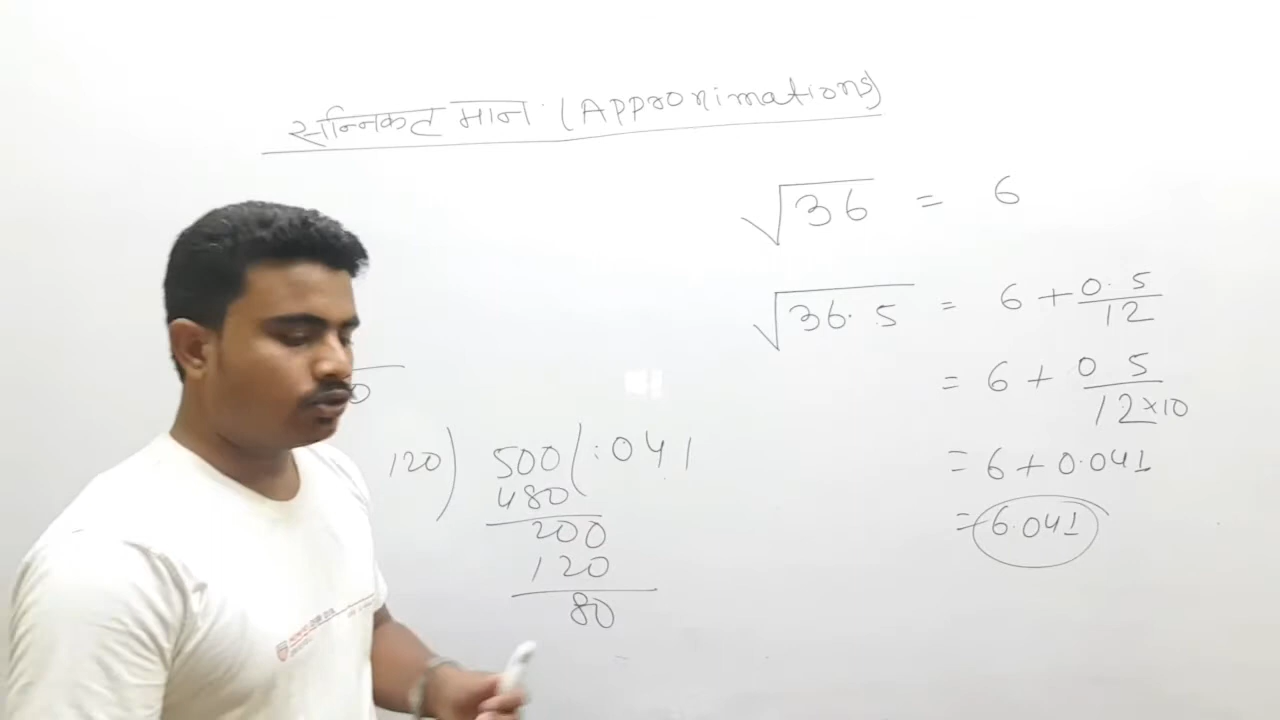 सन्निकट मान (Approximations)
√36 = 6
√36.5 = 6 + 0.5/12
= 6 + 0 5/12×10
= 6 + 0.041
= 6.041
0
120) 500 (.041
480
200
120
80